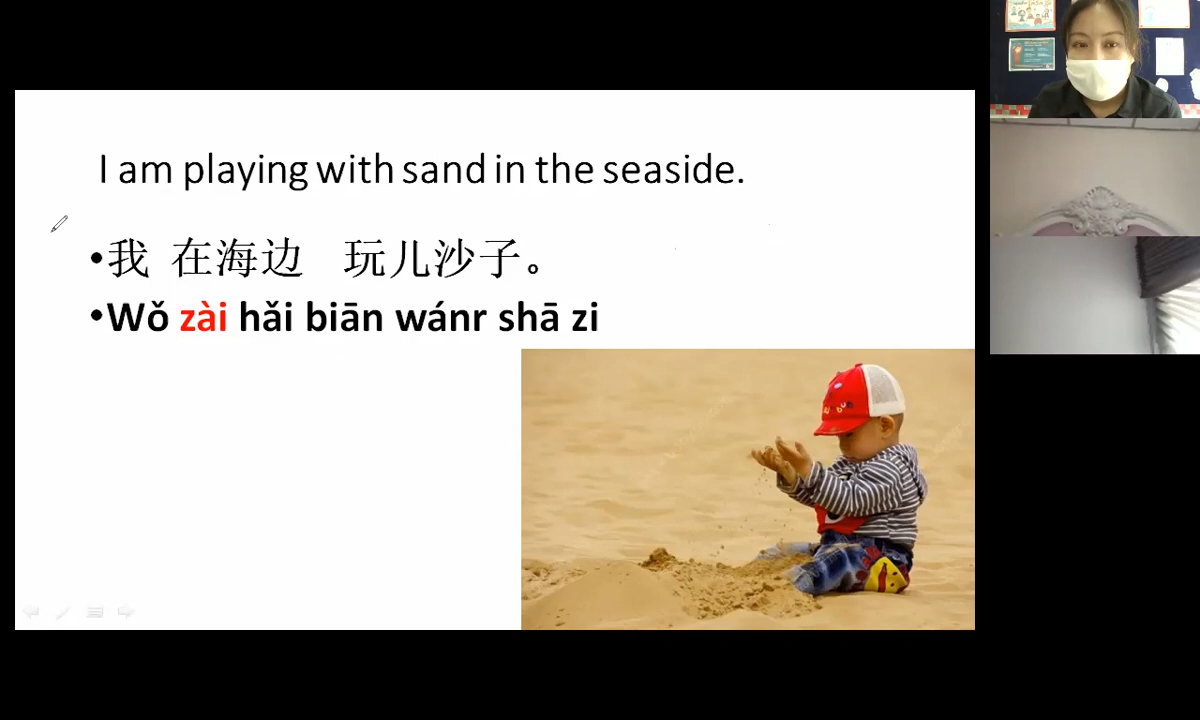 I am playing with sand in the seaside.
•我 在海边 玩儿沙子。
•Wǒ zài hǎi biān wánr shā zi